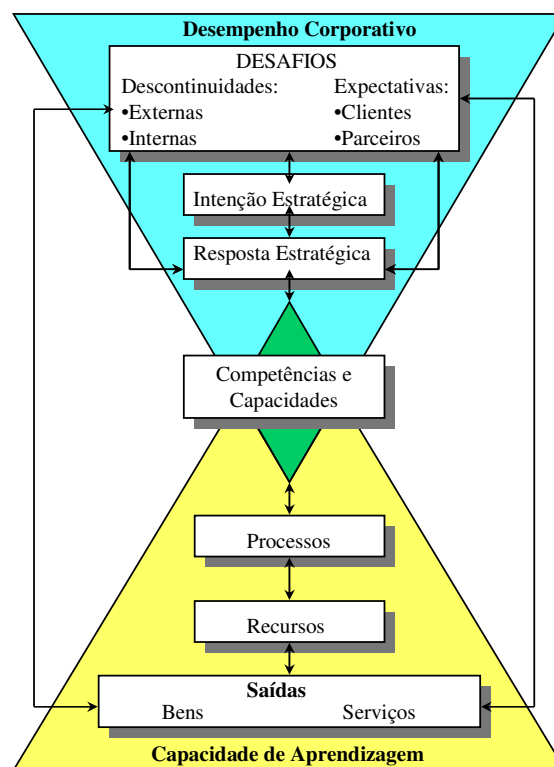 Desempenho Corporativo
DESAFIOS
Descontinuidades: Expectativas:
•Externas •Clientes
•Internas •Parceiros
Intenção Estratégica
Resposta Estratégica
Competências e
Capacidades
Processos
Recursos
Saídas
Bens Serviços
Capacidade de Aprendizagem